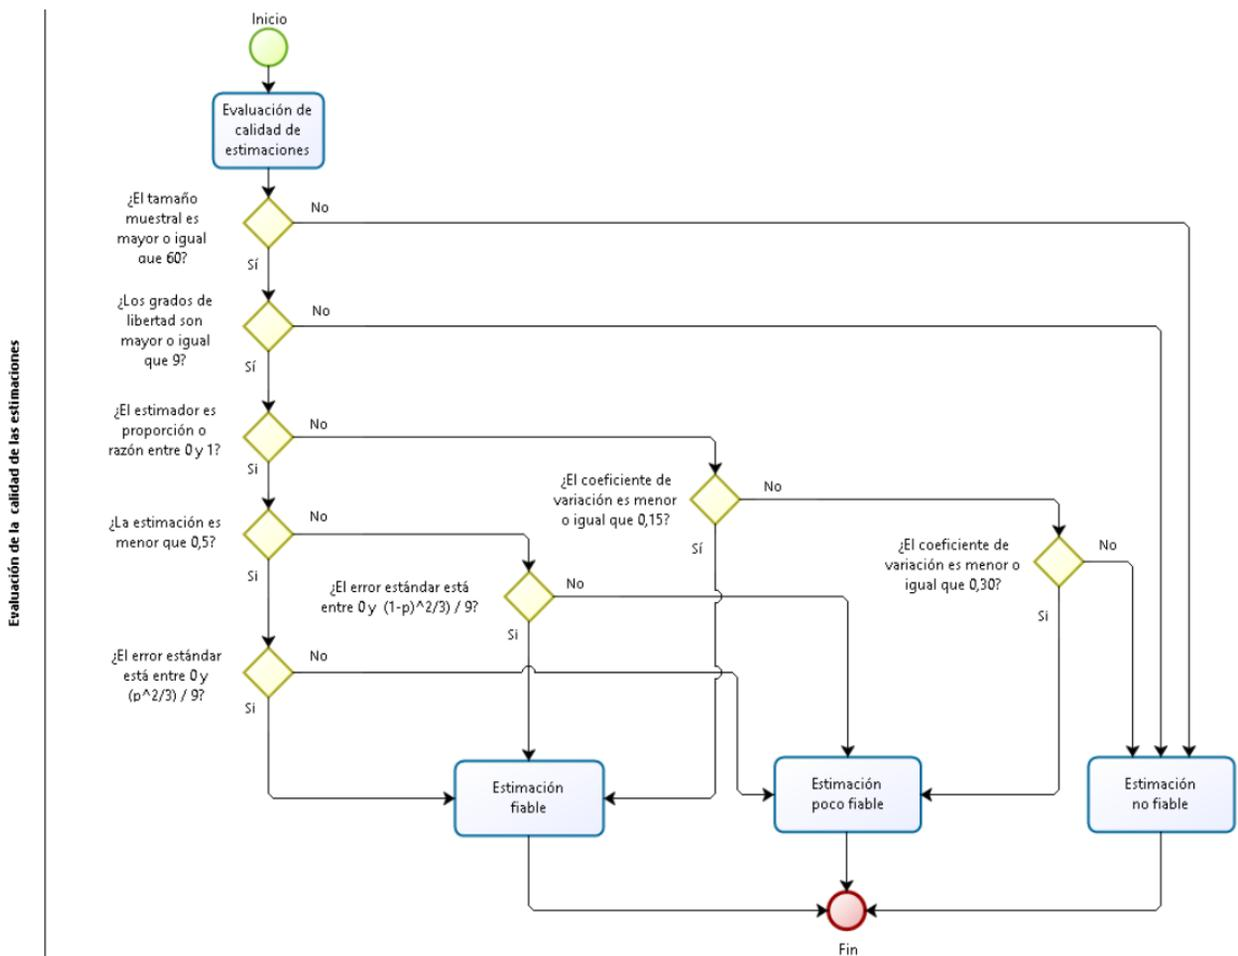 Evaluación de la calidad de las estimaciones
Inicio
Evaluación de
calidad de
estimaciones
¿El tamaño
muestral es
mayor o igual
que 60?
No
Sí
¿Los grados de
libertad son
mayor o igual
que 9?
No
Sí
¿El estimador es
proporción o
razón entre 0 y 1?
No
Si
¿El coeficiente de
variación es menor
o igual que 0,15?
No
Sí
¿La estimación es
menor que 0,5?
No
Si
¿El coeficiente de
variación es menor o
igual que 0,30?
No
Si
¿El error estándar está
entre 0 y (1-p)^2/3) / 9?
No
Si
¿El error estándar
está entre 0 y
(p^2/3) / 9?
No
Si
Estimación
fiable
Estimación
poco fiable
Estimación
no fiable
Fin